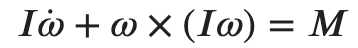 Iω̇ + ω × (Iω) = M